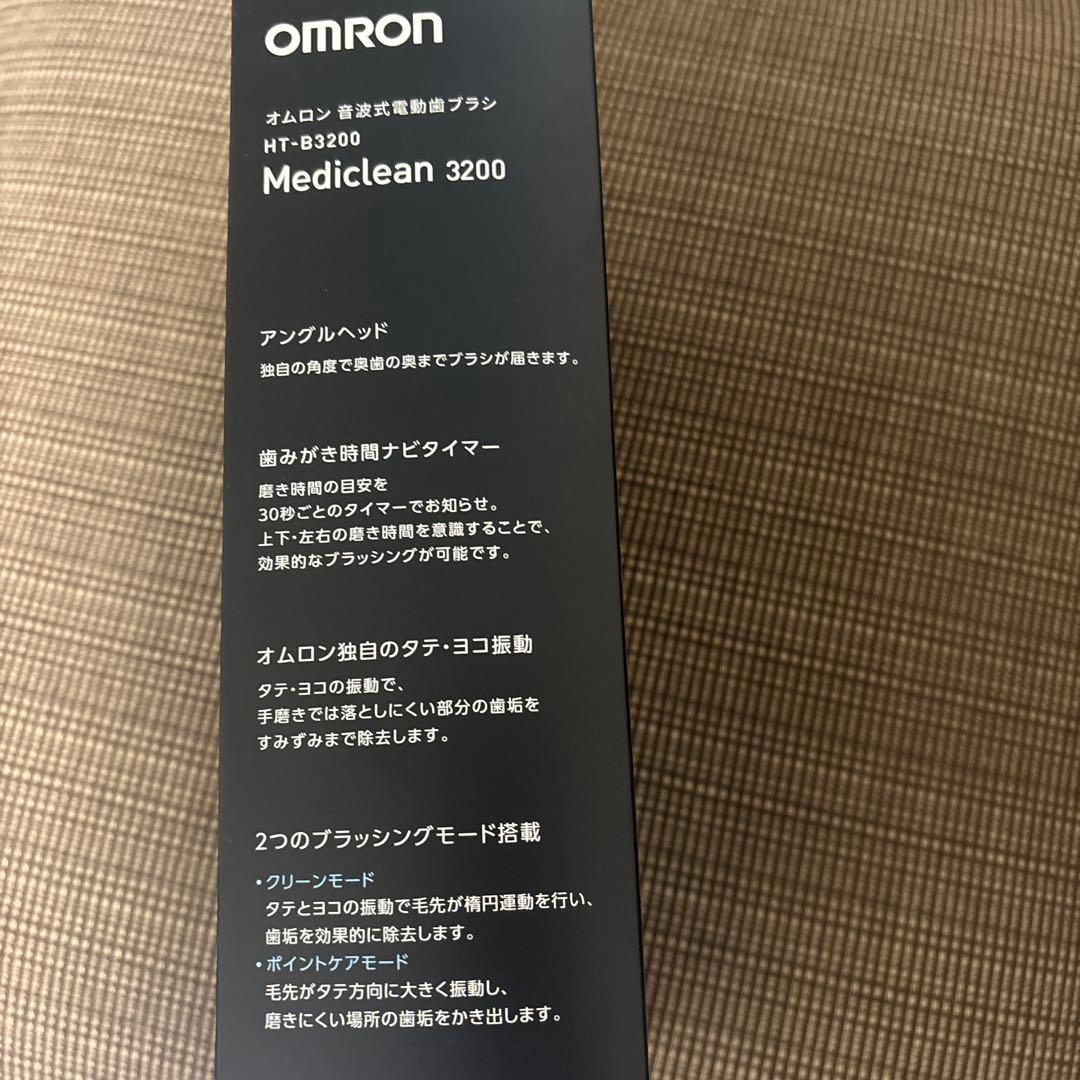 OMRON
オムロン 音波式電動歯ブラシ
HT-B3200
Mediclean 3200
アングルヘッド
独自の角度で奥歯の奥までブラシが届きます。
歯みがき時間ナビタイマー
磨き時間の目安を
30秒ごとのタイマーでお知らせ。
上下・左右の磨き時間を意識することで、
効果的なブラッシングが可能です。
オムロン独自のタテ・ヨコ振動
タテ・ヨコの振動で、
手磨きでは落としにくい部分の歯垢を
すみずみまで除去します。
2つのブラッシングモード搭載
・クリーンモード
タテとヨコの振動で毛先が楕円運動を行い、
歯垢を効果的に除去します。
・ポイントケアモード
毛先がタテ方向に大きく振動し、
磨きにくい場所の歯垢をかき出します。